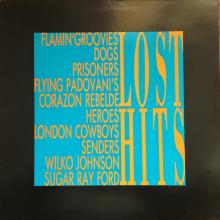 FLAMIN'GROOVIES
DOGS
PRISONERS
FLYING PADOVANI'S
CORAZON REBELDE
HEROES
LONDON COWBOYS
SENDERS
WILKO JOHNSON
SUGAR RAY FORD
LOST
HITS